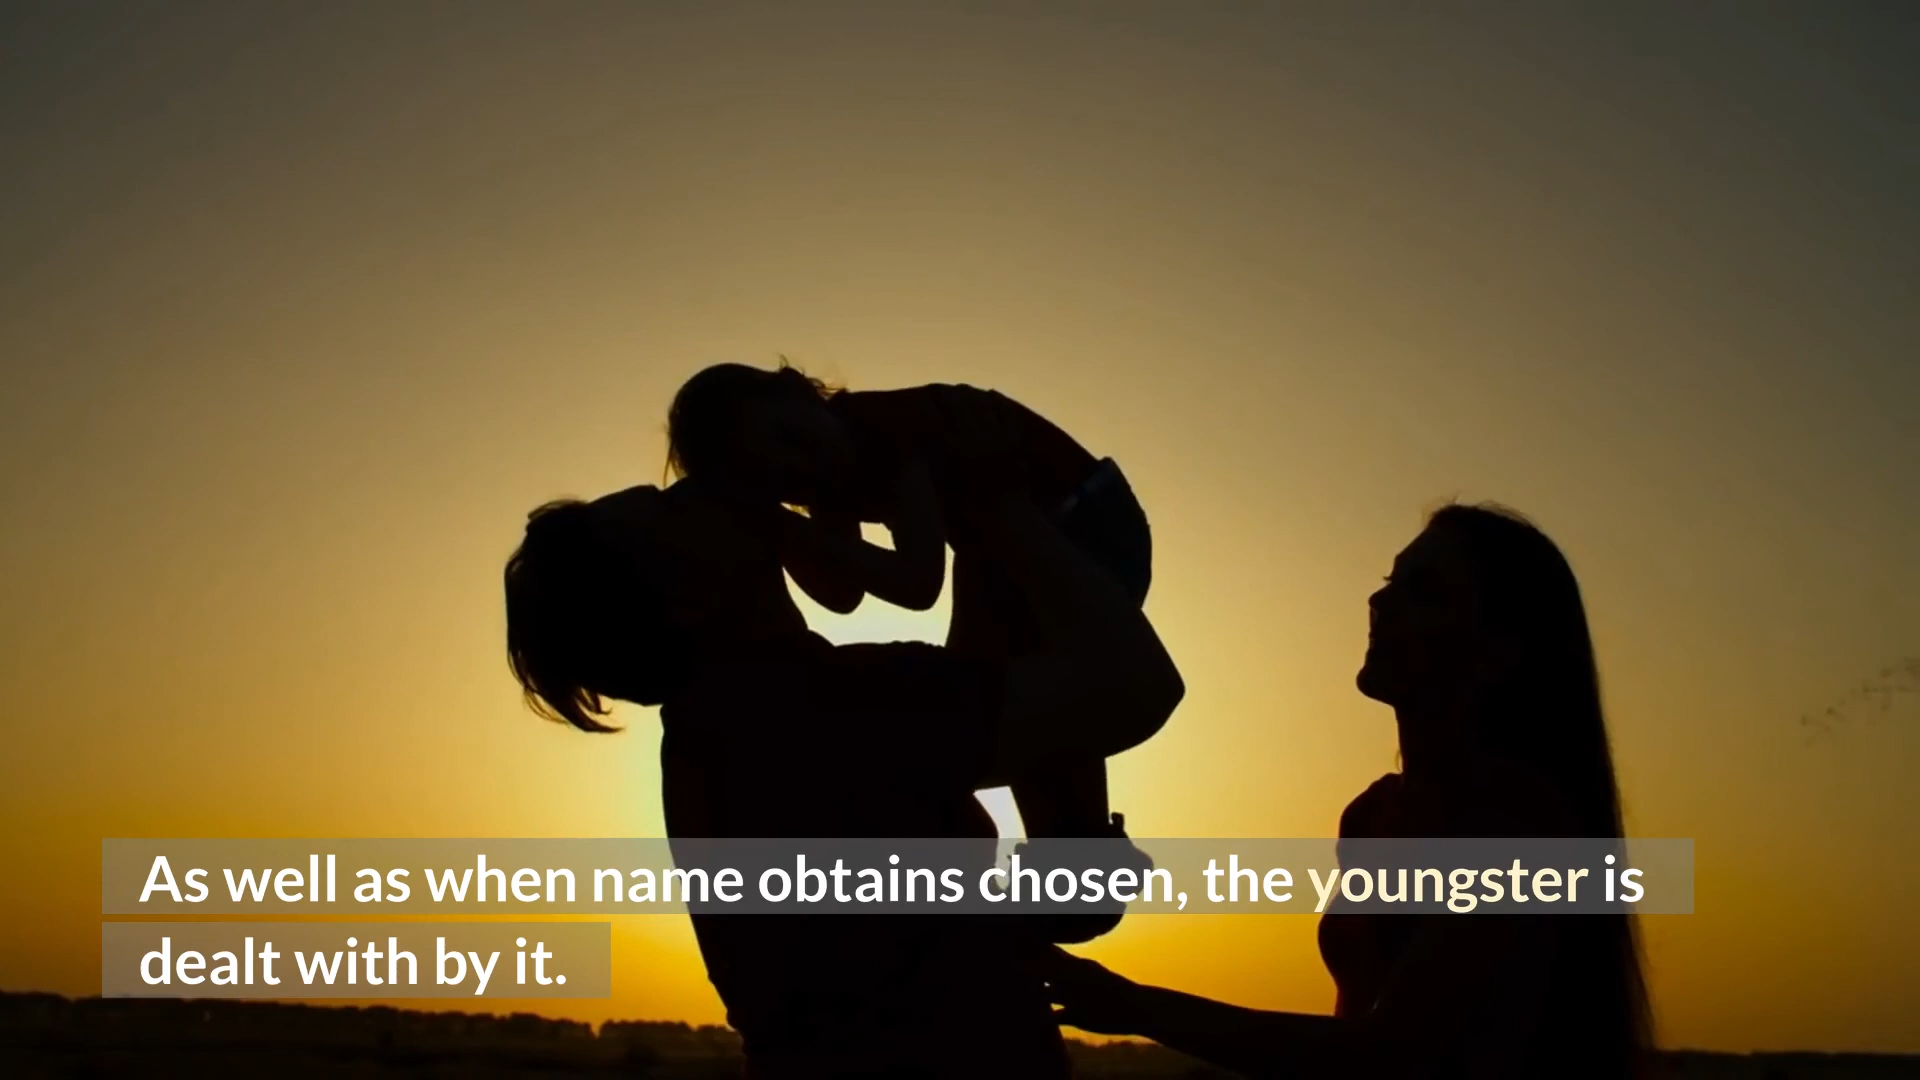 As well as when name obtains chosen, the youngster is
dealt with by it.